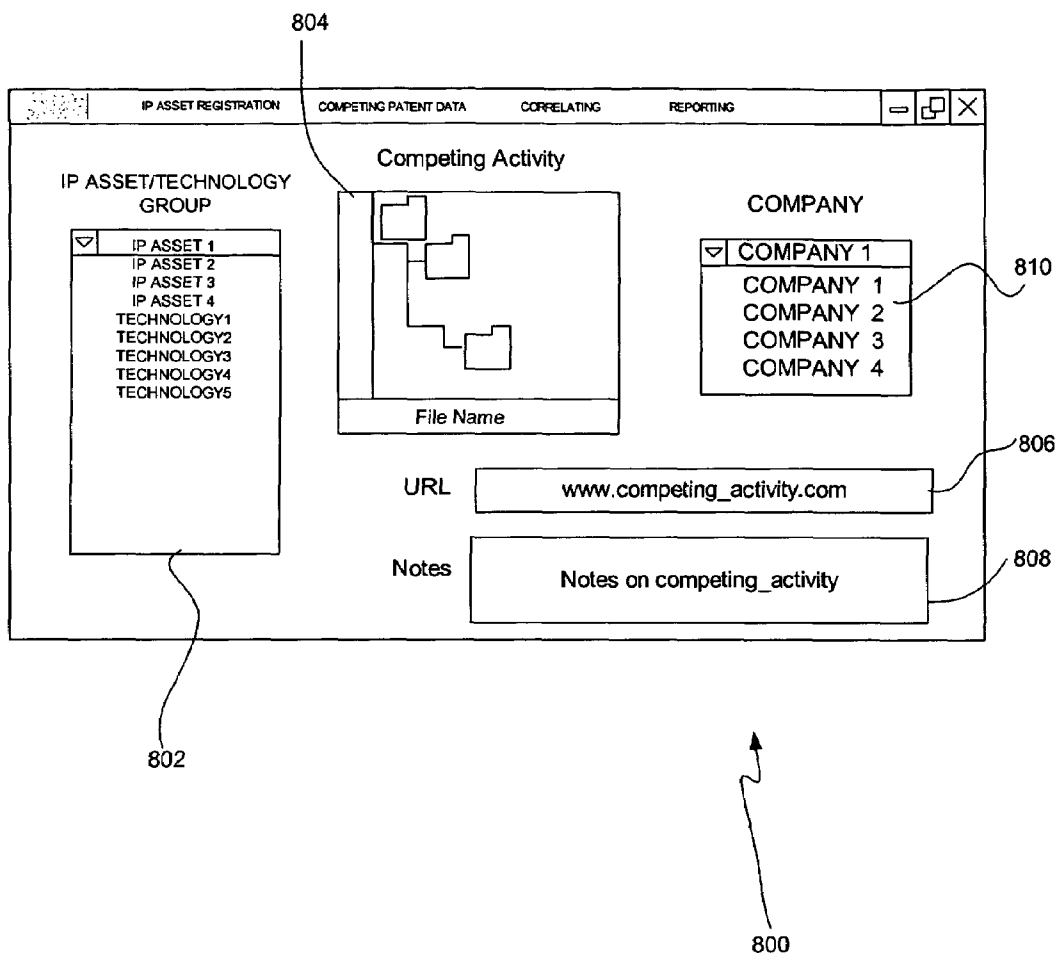 804
IP ASSET REGISTRATION COMPETING PATENT DATA CORRELATING REPORTING
Competing Activity
IP ASSET/TECHNOLOGY
GROUP
IP ASSET 1
IP ASSET 2
IP ASSET 3
IP ASSET 4
TECHNOLOGY1
TECHNOLOGY2
TECHNOLOGY3
TECHNOLOGY4
TECHNOLOGY5
File Name
COMPANY
COMPANY 1
COMPANY 1
COMPANY 2
COMPANY 3
COMPANY 4
810
URL www.competing_activity.com
806
Notes Notes on competing_activity
808
802
800